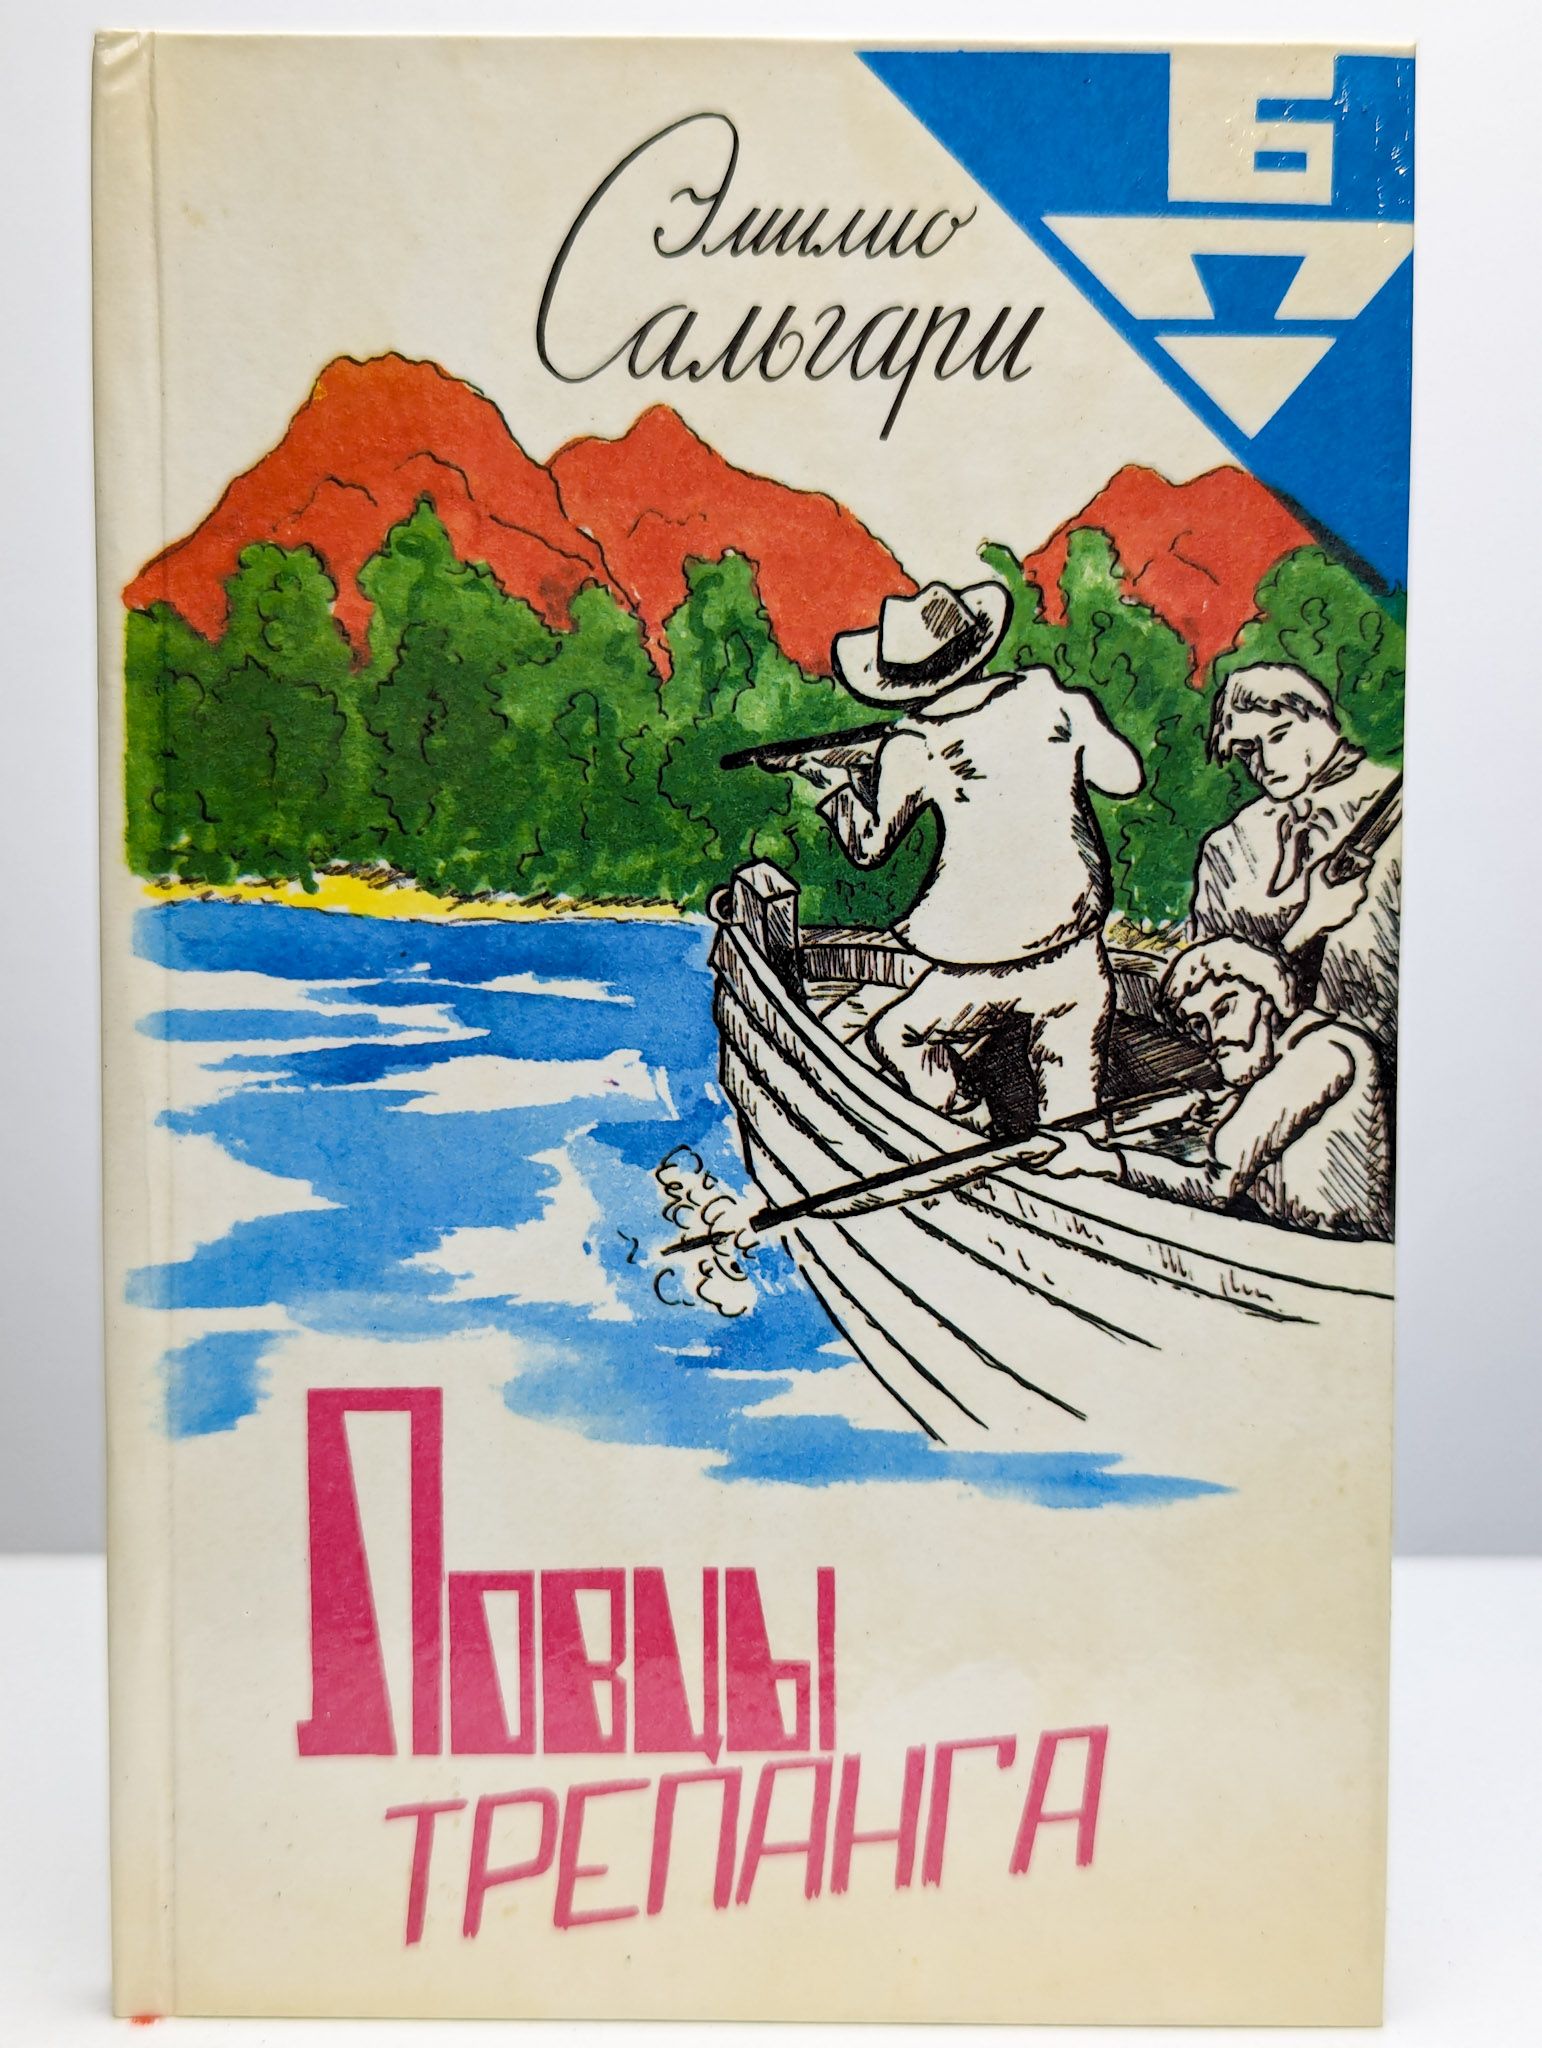 Эмилио
Сальгари
Б
П
Ловцы
ТРЕПАНГА